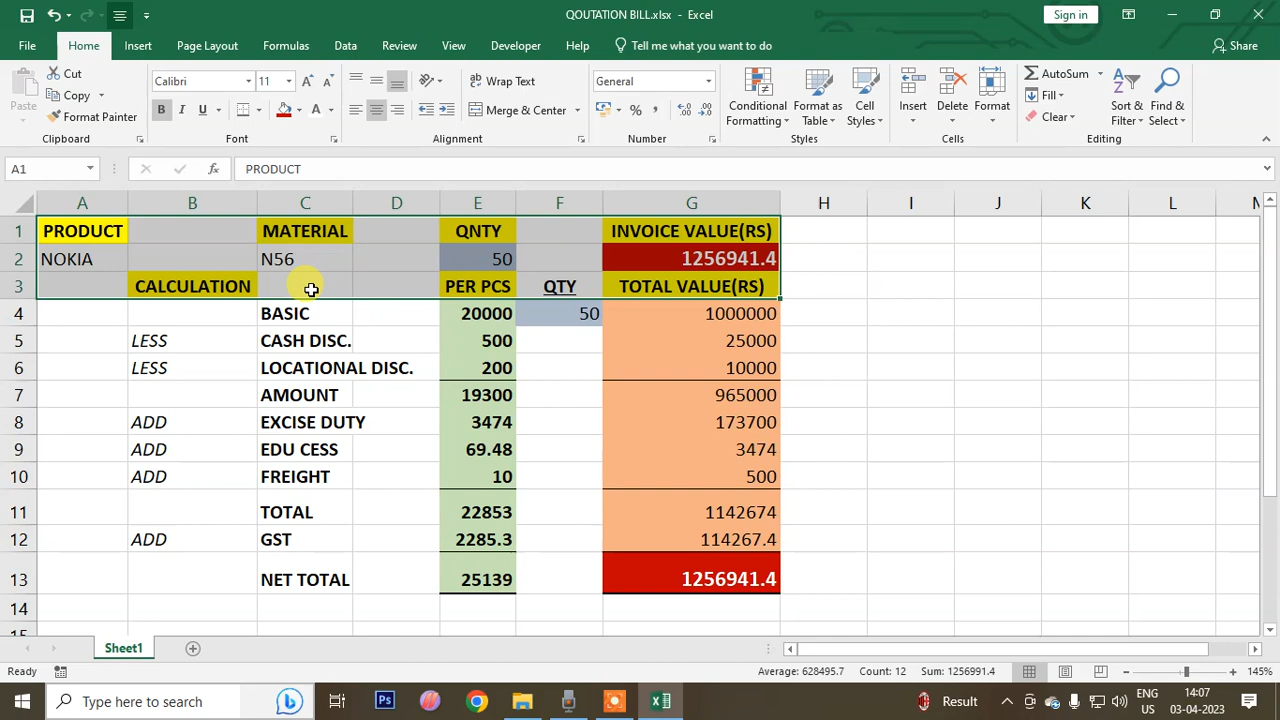 QOUTATION BILL.xlsx - Excel
Sign in
File Home Insert Page Layout Formulas Data Review View Developer Help Tell me what you want to do Share
Paste
Cut
Copy
Format Painter
Calibri 11
B I U
Wrap Text
Merge & Center
General
Conditional Formatting
Format as Table
Cell Styles
Insert
Delete
Format
AutoSum
Fill
Clear
Sort & Filter
Find & Select
Clipboard Font Alignment Number Styles Cells Editing
A1 fx PRODUCT
A B C D E F G H I J K L M
1 PRODUCT MATERIAL QNTY INVOICE VALUE(RS)
2 NOKIA N56 50 1256941.4
3 CALCULATION PER PCS QTY TOTAL VALUE(RS)
4 BASIC 20000 50 1000000
5 LESS CASH DISC. 500 25000
6 LESS LOCATIONAL DISC. 200 10000
7 AMOUNT 19300 965000
8 ADD EXCISE DUTY 3474 173700
9 ADD EDU CESS 69.48 3474
10 ADD FREIGHT 10 500
11 TOTAL 22853 1142674
12 ADD GST 2285.3 114267.4
13 NET TOTAL 25139 1256941.4
14
15
Sheet1
Ready Average: 628495.7 Count: 12 Sum: 1256991.4 145%
Type here to search
Ps
Result
ENG
US
14:07
03-04-2023